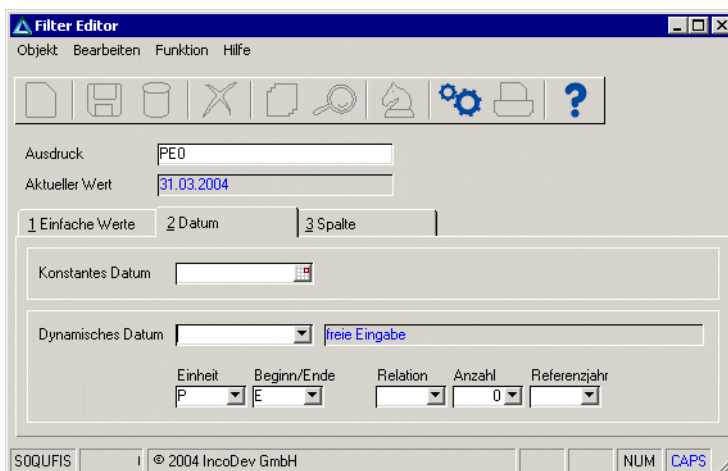 Filter Editor
Objekt Bearbeiten Funktion Hilfe
?
Ausdruck PE0
Aktueller Wert 31.03.2004
1 Einfache Werte 2 Datum 3 Spalte
Konstantes Datum
Dynamisches Datum freie Eingabe
Einheit Beginn/Ende Relation Anzahl Referenzjahr
P E 0
S0QUFIS I © 2004 IncoDev GmbH NUM CAPS